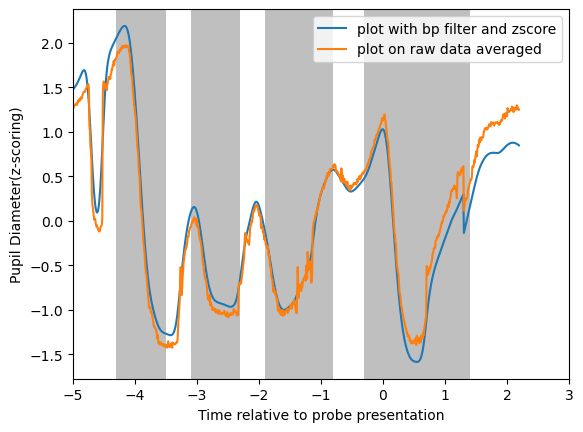 plot with bp filter and zscore
plot on raw data averaged
Pupil Diameter(z-scoring)
2.0
1.5
1.0
0.5
0.0
−0.5
−1.0
−1.5
−5 −4 −3 −2 −1 0 1 2 3
Time relative to probe presentation